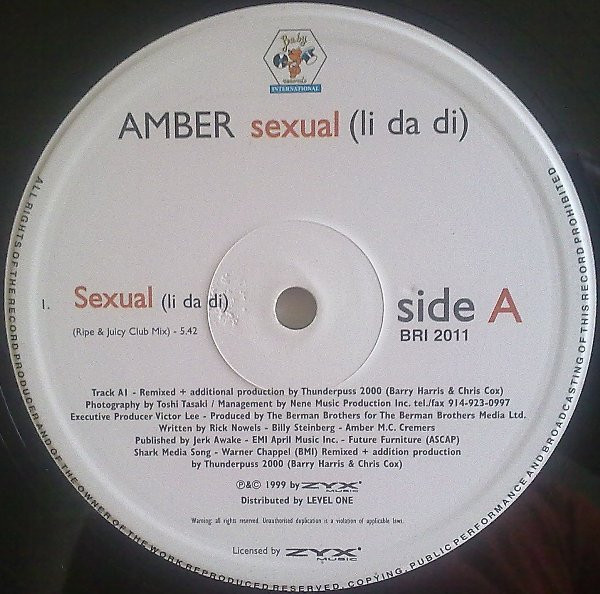 Baby
records
INTERNATIONAL
AMBER sexual (li da di)
1. Sexual (li da di)
(Ripe & Juicy Club Mix) - 5.42
side A
BRI 2011
Track A1 - Remixed + additional production by Thunderpuss 2000 (Barry Harris & Chris Cox)
Photography by Toshi Tasaki / Management by Nene Music Production Inc. tel./fax 914-923-0997
Executive Producer Victor Lee - Produced by The Berman Brothers for The Berman Brothers Media Ltd.
Written by Rick Nowels - Billy Steinberg - Amber M.C. Cremers
Published by Jerk Awake - EMI April Music Inc. - Future Furniture (ASCAP)
Shark Media Song - Warner Chappel (BMI) Remixed + addition production
by Thunderpuss 2000 (Barry Harris & Chris Cox)
℗&© 1999 by ZYX MUSIC
Distributed by LEVEL ONE
Warning: all rights reserved. Unauthorised duplication is a violation of applicable laws.
Licensed by ZYX MUSIC
ALL RIGHTS OF THE RECORD PRODUCER AND OF THE OWNER OF THE WORK REPRODUCED RESERVED. COPYING, PUBLIC PERFORMANCE AND BROADCASTING OF THIS RECORD PROHIBITED